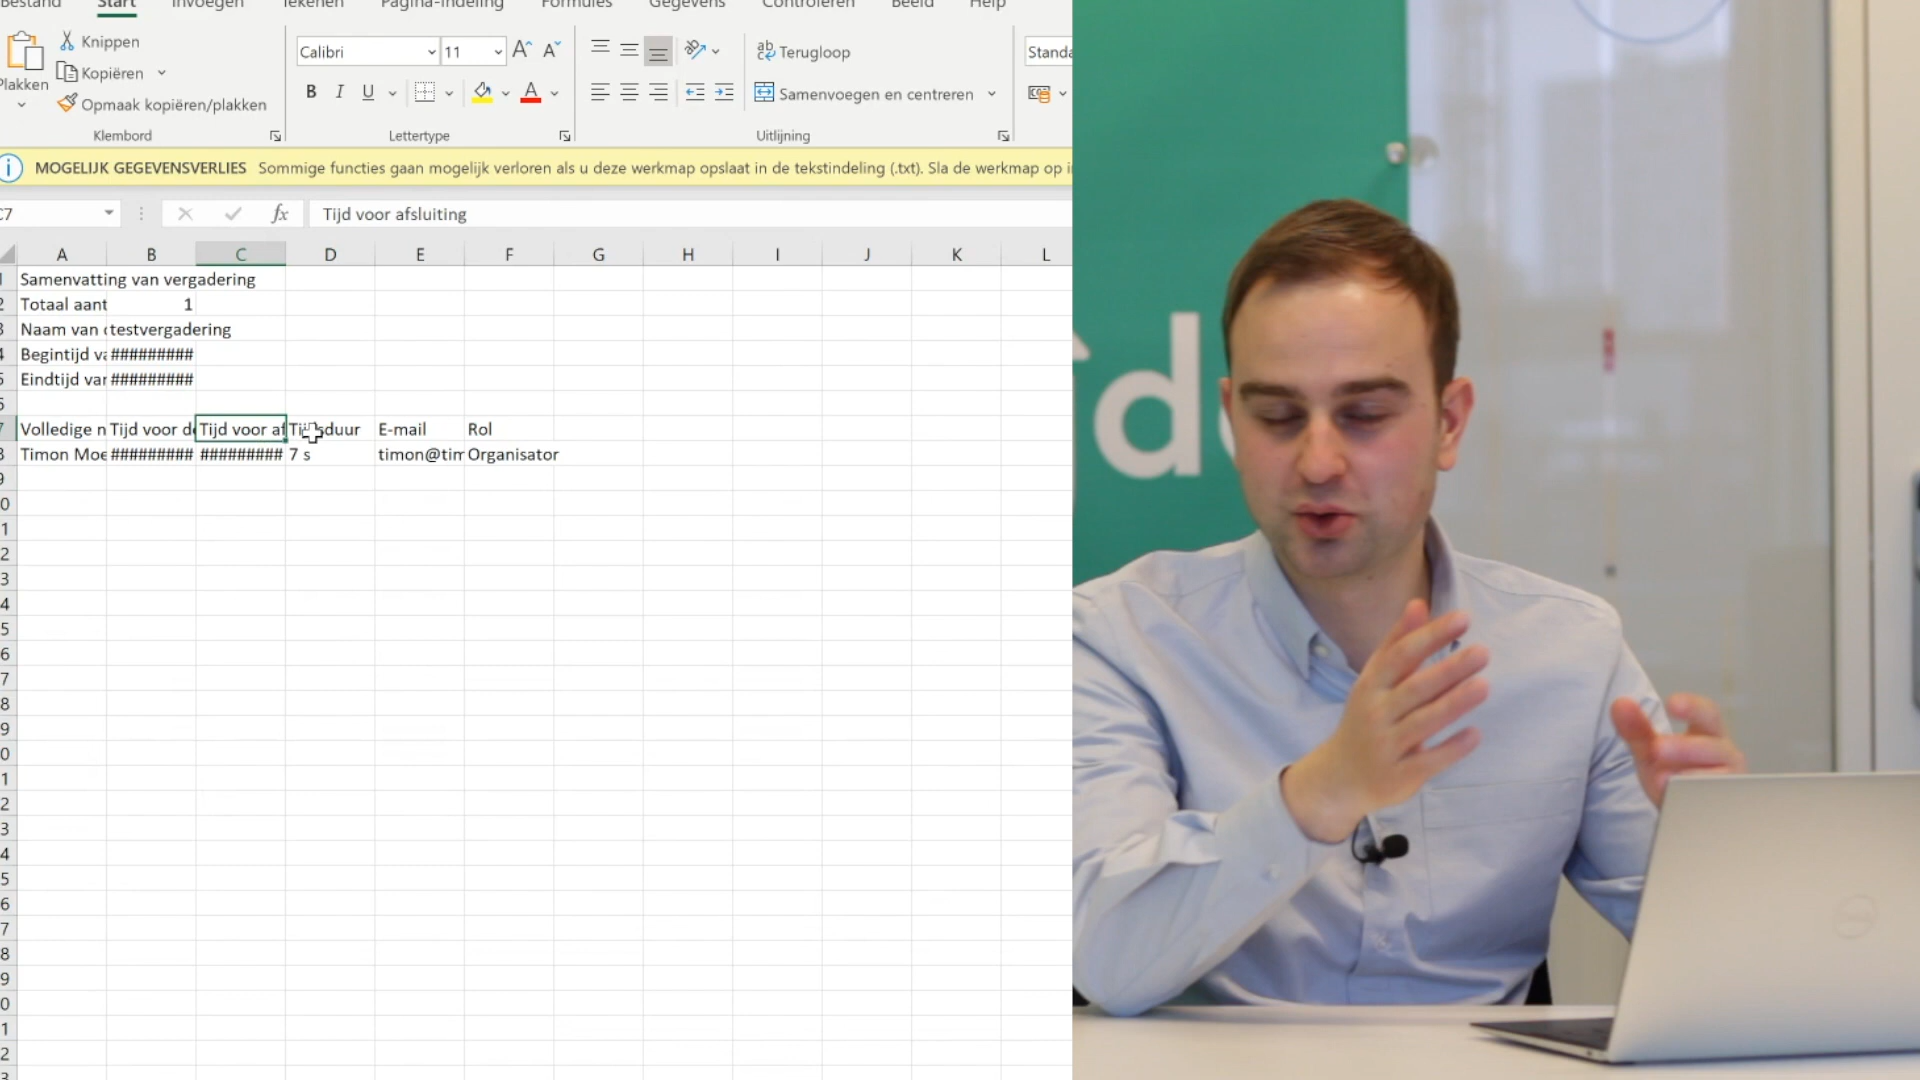 Bestand Start Invoegen Tekenen Pagina-indeling Formules Gegevens Controleren Beeld Help
Plakken
Knippen
Kopiëren
Opmaak kopiëren/plakken
Klembord
Calibri 11
B I U A
Lettertype
Terugloop
Samenvoegen en centreren
Uitlijning
Standa
MOGELIJK GEGEVENSVERLIES Sommige functies gaan mogelijk verloren als u deze werkmap opslaat in de tekstindeling (.txt). Sla de werkmap op i
C7 fx Tijd voor afsluiting
A B C D E F G H I J K L
Samenvatting van vergadering
Totaal aant 1
Naam van testvergadering
Begintijd va #########
Eindtijd var #########
Volledige n Tijd voor de Tijd voor af Tijdsduur E-mail Rol
Timon Moe ######### ######### 7 s timon@tim Organisator